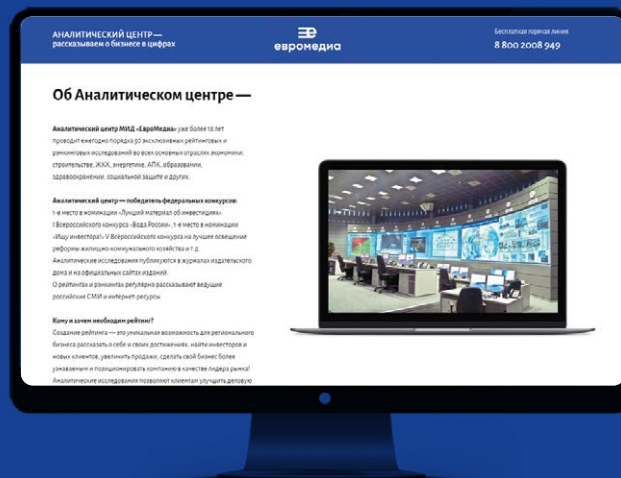 АНАЛИТИЧЕСКИЙ ЦЕНТР —
рассказываем о бизнесе в цифрах
евромедиа
Бесплатная горячая линия
8 800 2008 949
Об Аналитическом центре —
Аналитический центр МИД «ЕвроМедиа» уже более 18 лет
проводит ежегодно порядка 50 эксклюзивных рейтинговых и
рэнкинговых исследований во всех основных отраслях экономики:
строительстве, ЖКХ, энергетике, АПК, образовании,
здравоохранении, социальной защите и других.
Аналитический центр — победитель федеральных конкурсов:
1-е место в номинации «Лучший материал об инвестициях»
I Всероссийского конкурса «Вода России», 1-е место в номинации
«Ищу инвестора!» V Всероссийского конкурса на лучшее освещение
реформы жилищно-коммунального хозяйства и т.д.
Аналитические исследования публикуются в журналах издательского
дома и на официальных сайтах изданий.
О рейтингах и рэнкингах регулярно рассказывают ведущие
российские СМИ и интернет-ресурсы
Кому и зачем необходим рейтинг?
Создание рейтинга — это уникальная возможность для регионального
бизнеса рассказать о себе и своих достижениях, найти инвесторов и
новых клиентов, увеличить продажи, сделать свой бизнес более
узнаваемым и позиционировать компанию в качестве лидера рынка!
Аналитические исследования позволяют клиентам улучшить деловую